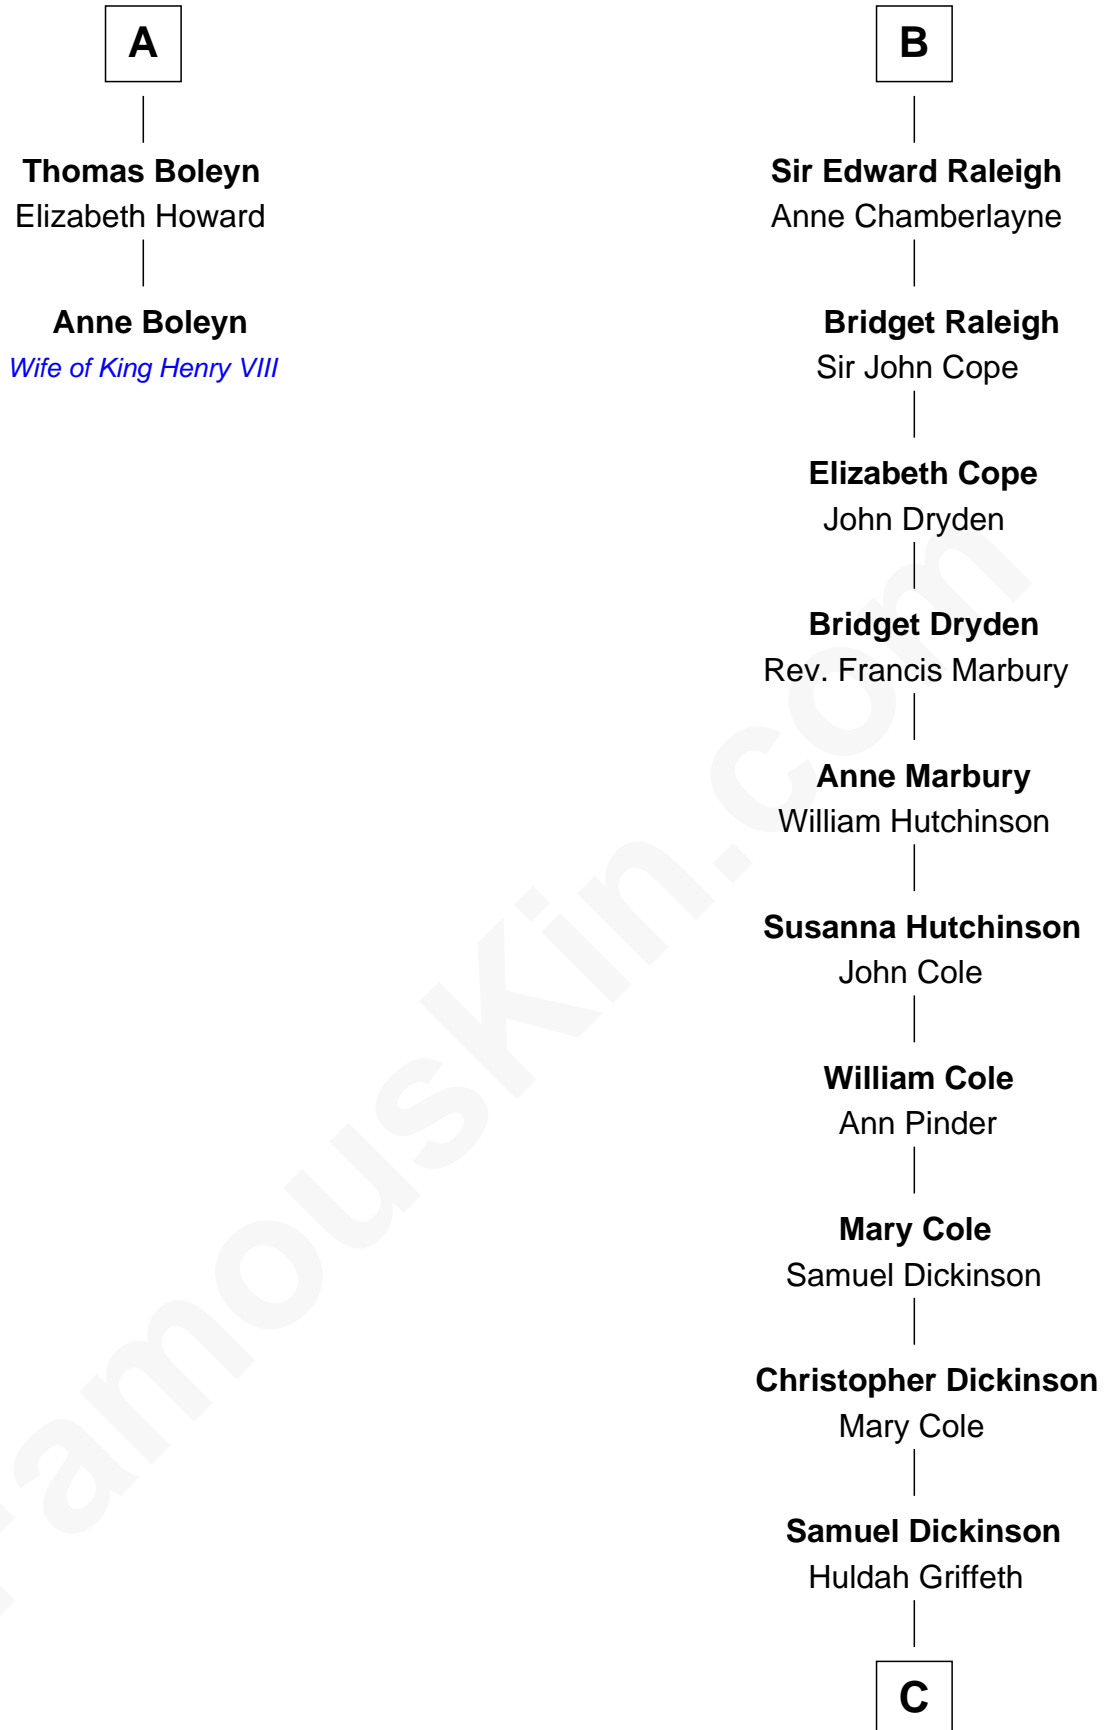 A
Thomas Boleyn
Elizabeth Howard
Anne Boleyn
Wife of King Henry VIII
B
Sir Edward Raleigh
Anne Chamberlayne
Bridget Raleigh
Sir John Cope
Elizabeth Cope
John Dryden
Bridget Dryden
Rev. Francis Marbury
Anne Marbury
William Hutchinson
Susanna Hutchinson
John Cole
William Cole
Ann Pinder
Mary Cole
Samuel Dickinson
Christopher Dickinson
Mary Cole
Samuel Dickinson
Huldah Griffeth
C
FamousKin.com